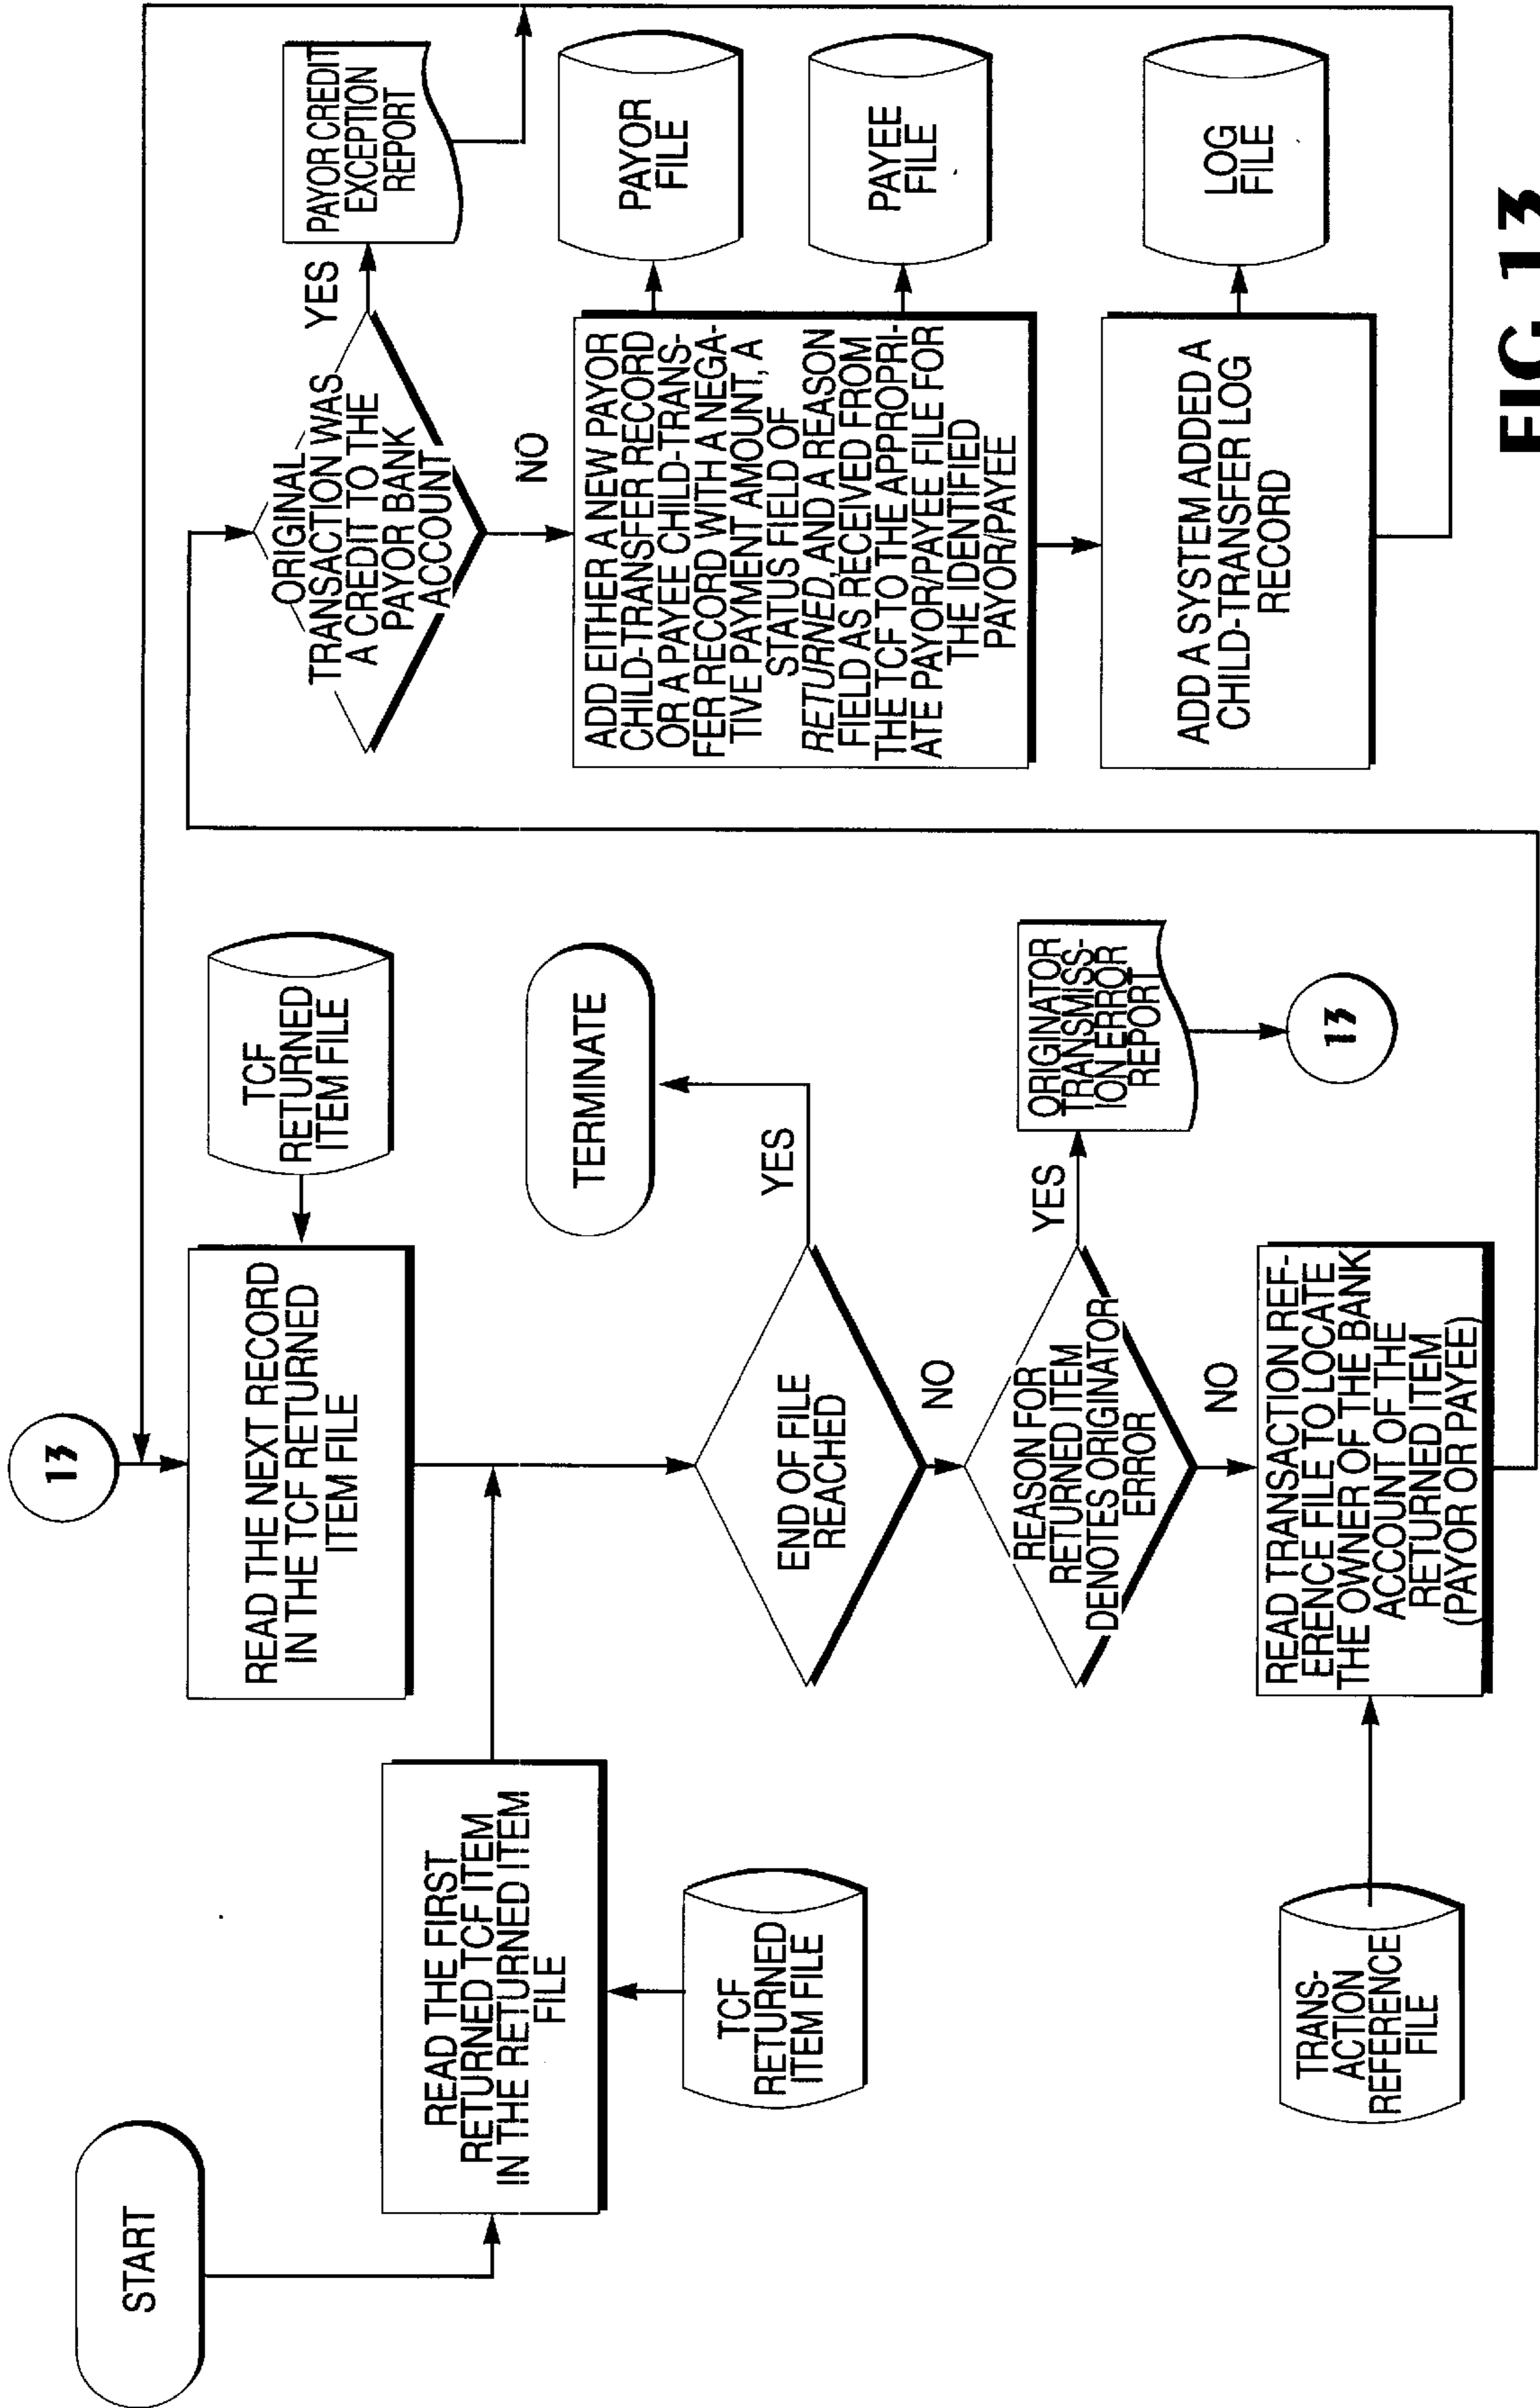 START
READ THE FIRST
RETURNED TCF ITEM
IN THE RETURNED ITEM
FILE
TCF
RETURNED
ITEM FILE
13
READ THE NEXT RECORD
IN THE TCF RETURNED
ITEM FILE
TCF
RETURNED
ITEM FILE
END OF FILE
REACHED
YES
TERMINATE
NO
REASON FOR
RETURNED ITEM
DENOTES ORIGINATOR
ERROR
YES
ORIGINATOR
TRANSMISS-
ION ERROR
REPORT
13
NO
TRANS-
ACTION
REFERENCE
FILE
READ TRANSACTION REF-
ERENCE FILE TO LOCATE
THE OWNER OF THE BANK
ACCOUNT OF THE
RETURNED ITEM
(PAYOR OR PAYEE)
ORIGINAL
TRANSACTION WAS
A CREDIT TO THE
PAYOR BANK
ACCOUNT
YES
PAYOR CREDIT
EXCEPTION
REPORT
NO
ADD EITHER A NEW PAYOR
CHILD-TRANSFER RECORD
OR A PAYEE CHILD-TRANS-
FER RECORD WITH A NEGA-
TIVE PAYMENT AMOUNT, A
STATUS FIELD OF
RETURNED, AND A REASON
FIELD AS RECEIVED FROM
THE TCF TO THE APPROPRI-
ATE PAYOR/PAYEE FILE FOR
THE IDENTIFIED
PAYOR/PAYEE
PAYOR
FILE
PAYEE
FILE
ADD A SYSTEM ADDED A
CHILD-TRANSFER LOG
RECORD
LOG
FILE
FIG. 13